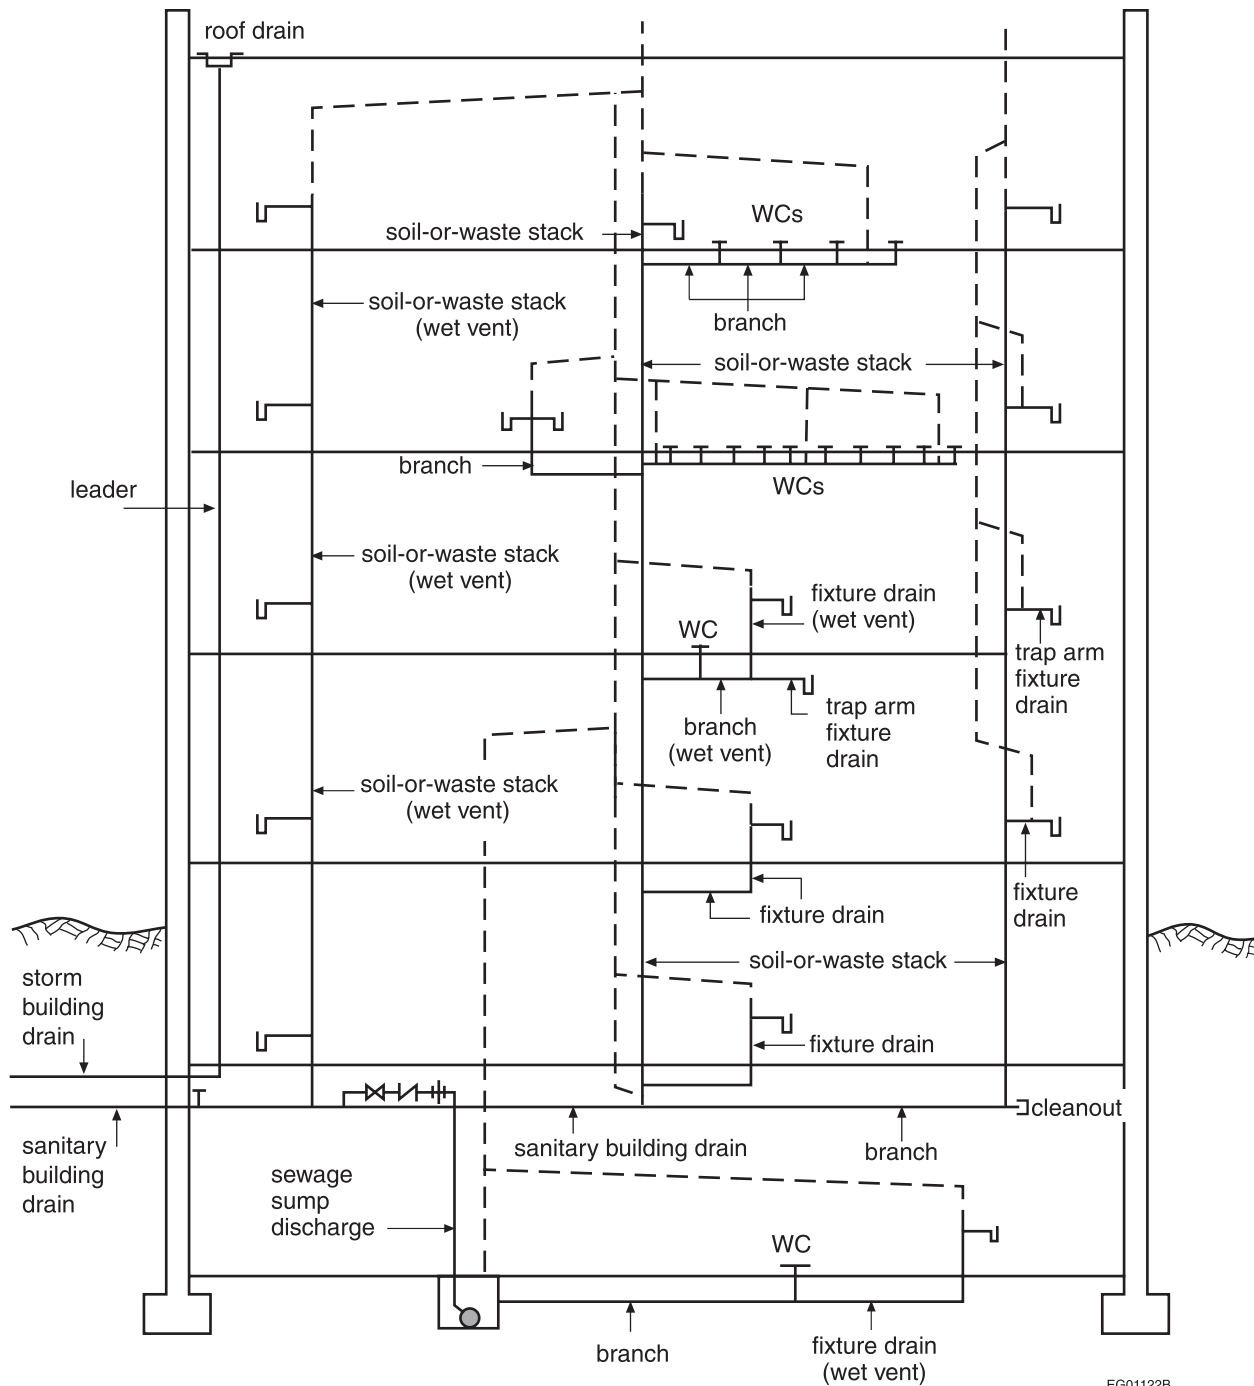 roof drain
WCs
soil-or-waste stack
soil-or-waste stack
(wet vent)
branch
soil-or-waste stack
branch
WCs
leader
soil-or-waste stack
(wet vent)
fixture drain
(wet vent)
WC
trap arm
fixture
drain
trap arm
fixture
drain
branch
(wet vent)
soil-or-waste stack
(wet vent)
fixture
drain
fixture drain
soil-or-waste stack
storm
building
drain
fixture drain
cleanout
sanitary
building
drain
sanitary building drain
branch
sewage
sump
discharge
WC
branch
fixture drain
(wet vent)
EG01122B